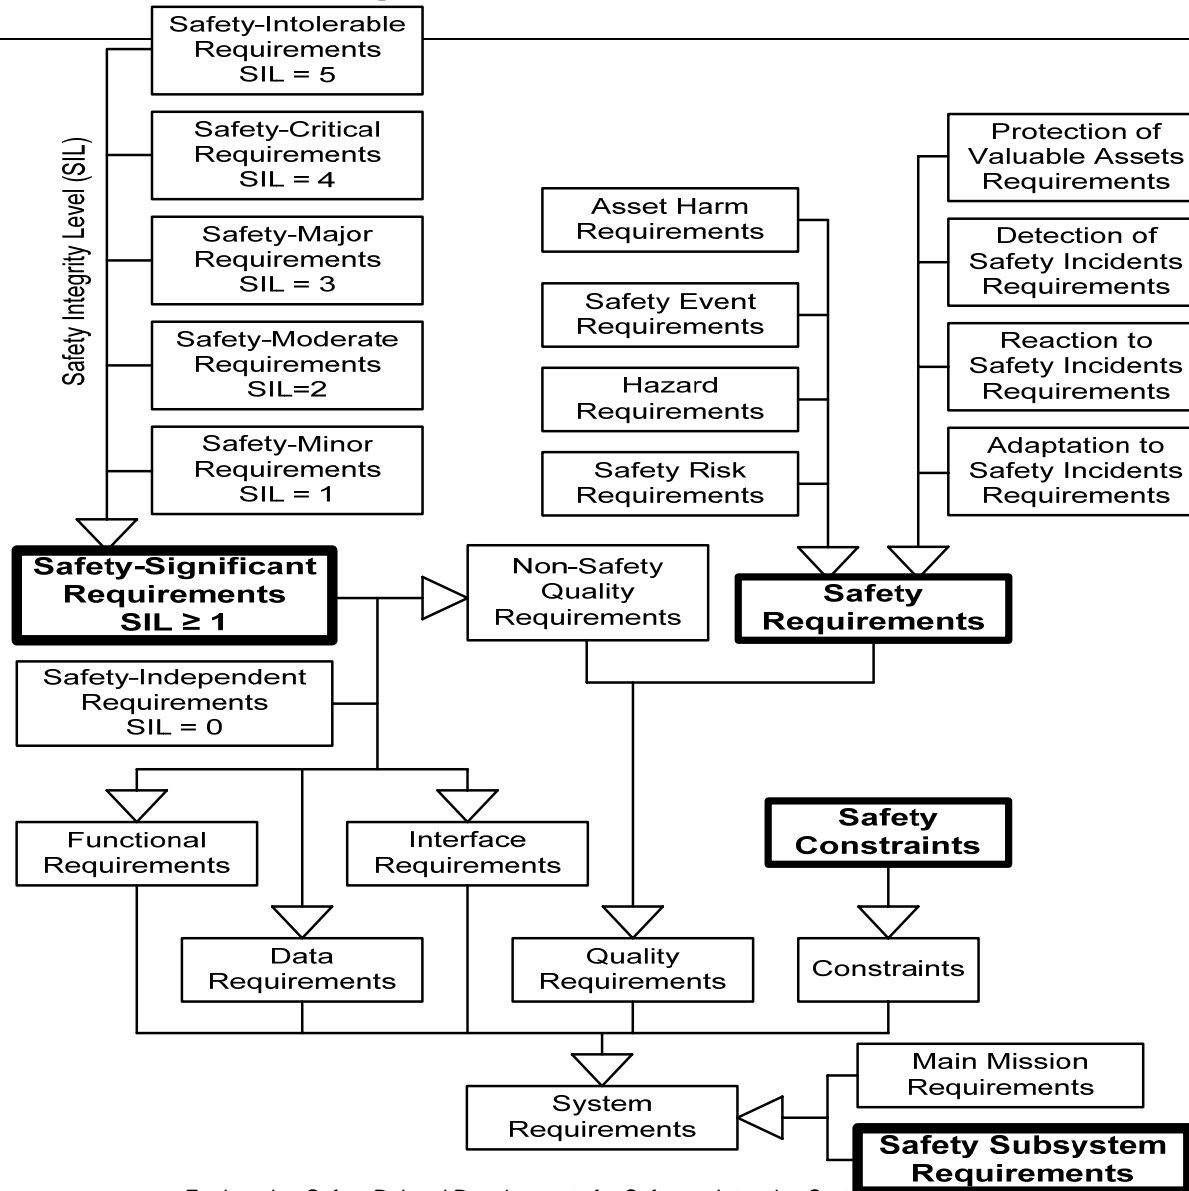 Safety-Intolerable
Requirements
SIL = 5
Safety-Critical
Requirements
SIL = 4
Safety-Major
Requirements
SIL = 3
Safety-Moderate
Requirements
SIL=2
Safety-Minor
Requirements
SIL = 1
Safety Integrity Level (SIL)
Asset Harm
Requirements
Safety Event
Requirements
Hazard
Requirements
Safety Risk
Requirements
Protection of
Valuable Assets
Requirements
Detection of
Safety Incidents
Requirements
Reaction to
Safety Incidents
Requirements
Adaptation to
Safety Incidents
Requirements
Safety-Significant
Requirements
SIL ≥ 1
Non-Safety
Quality
Requirements
Safety
Requirements
Safety-Independent
Requirements
SIL = 0
Functional
Requirements
Interface
Requirements
Safety
Constraints
Data
Requirements
Quality
Requirements
Constraints
System
Requirements
Main Mission
Requirements
Safety Subsystem
Requirements